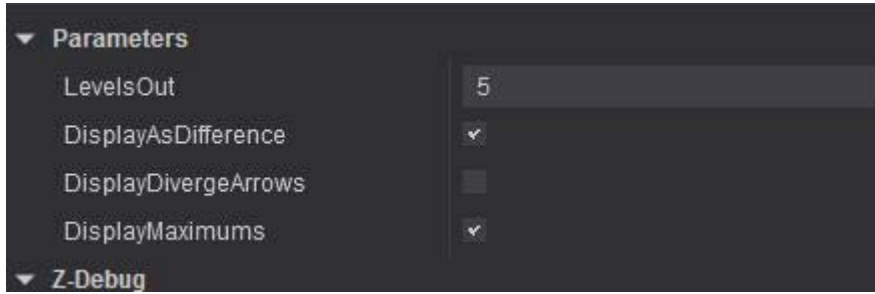 Parameters
LevelsOut 5
DisplayAsDifference
DisplayDivergeArrows
DisplayMaximums
Z-Debug